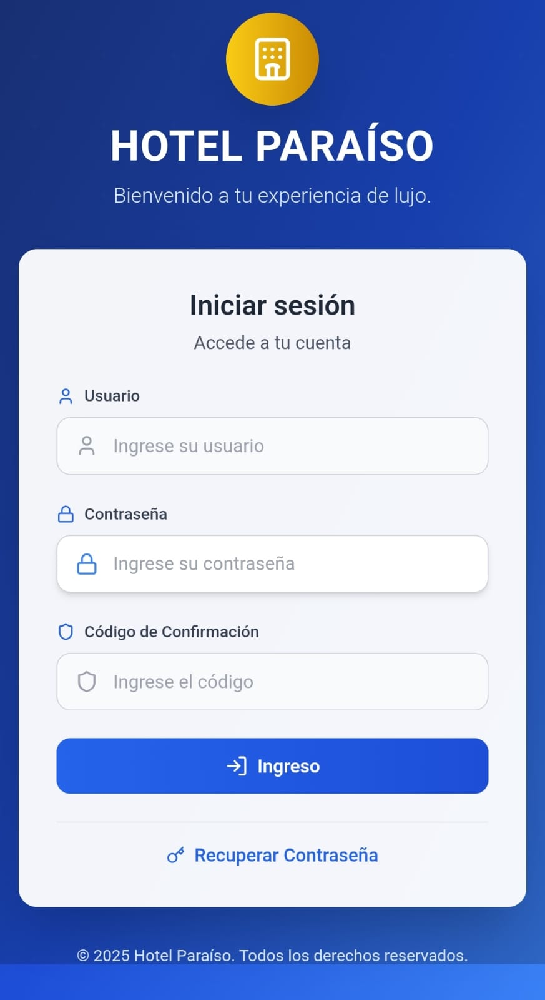 HOTEL PARAÍSO
Bienvenido a tu experiencia de lujo.
Iniciar sesión
Accede a tu cuenta
Usuario
Ingrese su usuario
Contraseña
Ingrese su contraseña
Código de Confirmación
Ingrese el código
Ingreso
Recuperar Contraseña
© 2025 Hotel Paraíso. Todos los derechos reservados.